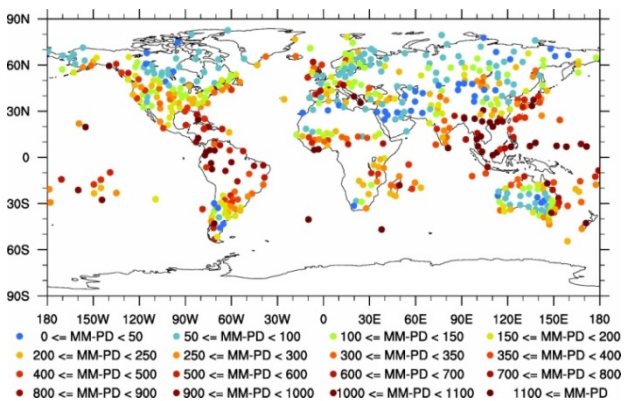 90N
60N
30N
0
30S
60S
90S
180 150W 120W 90W 60W 30W 0 30E 60E 90E 120E 150E 180
0 <= MM-PD < 50 50 <= MM-PD < 100 100 <= MM-PD < 150 150 <= MM-PD < 200
200 <= MM-PD < 250 250 <= MM-PD < 300 300 <= MM-PD < 350 350 <= MM-PD < 400
400 <= MM-PD < 500 500 <= MM-PD < 600 600 <= MM-PD < 700 700 <= MM-PD < 800
800 <= MM-PD < 900 900 <= MM-PD < 1000 1000 <= MM-PD < 1100 1100 <= MM-PD